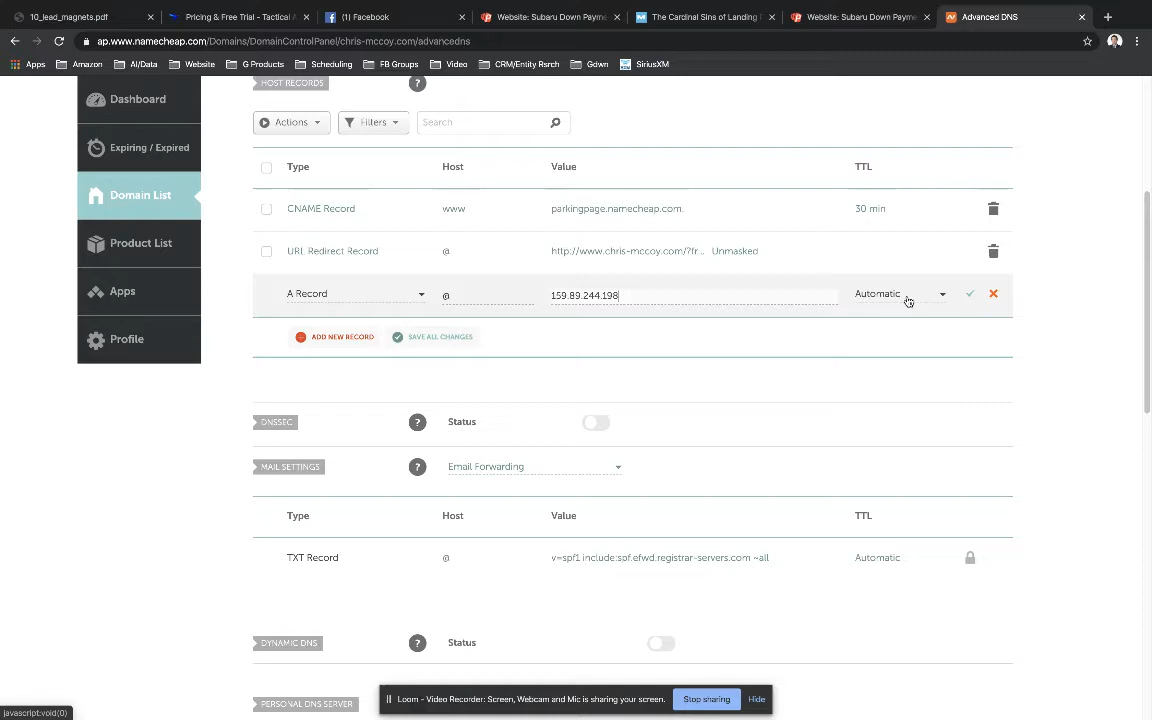 10_lead_magnets.pdf
Pricing & Free Trial - Tactical A
(1) Facebook
Website: Subaru Down Payme
The Cardinal Sins of Landing P
Website: Subaru Down Payme
Advanced DNS
ap.www.namecheap.com/Domains/DomainControlPanel/chris-mccoy.com/advancedns
Apps
Amazon
AI/Data
Website
G Products
Scheduling
FB Groups
Video
CRM/Entity Rsrch
Gdwn
SiriusXM
Dashboard
Expiring / Expired
Domain List
Product List
Apps
Profile
HOST RECORDS
?
Actions
Filters
Search
Type Host Value TTL
CNAME Record www parkingpage.namecheap.com. 30 min
URL Redirect Record @ http://www.chris-mccoy.com/?fr... Unmasked
A Record @ 159.89.244.198 Automatic
ADD NEW RECORD SAVE ALL CHANGES
DNSSEC ? Status
MAIL SETTINGS ? Email Forwarding
Type Host Value TTL
TXT Record @ v=spf1 include:spf.efwd.registrar-servers.com ~all Automatic
DYNAMIC DNS ? Status
PERSONAL DNS SERVER
Loom - Video Recorder: Screen, Webcam and Mic is sharing your screen. Stop sharing Hide
javascript:void(0)